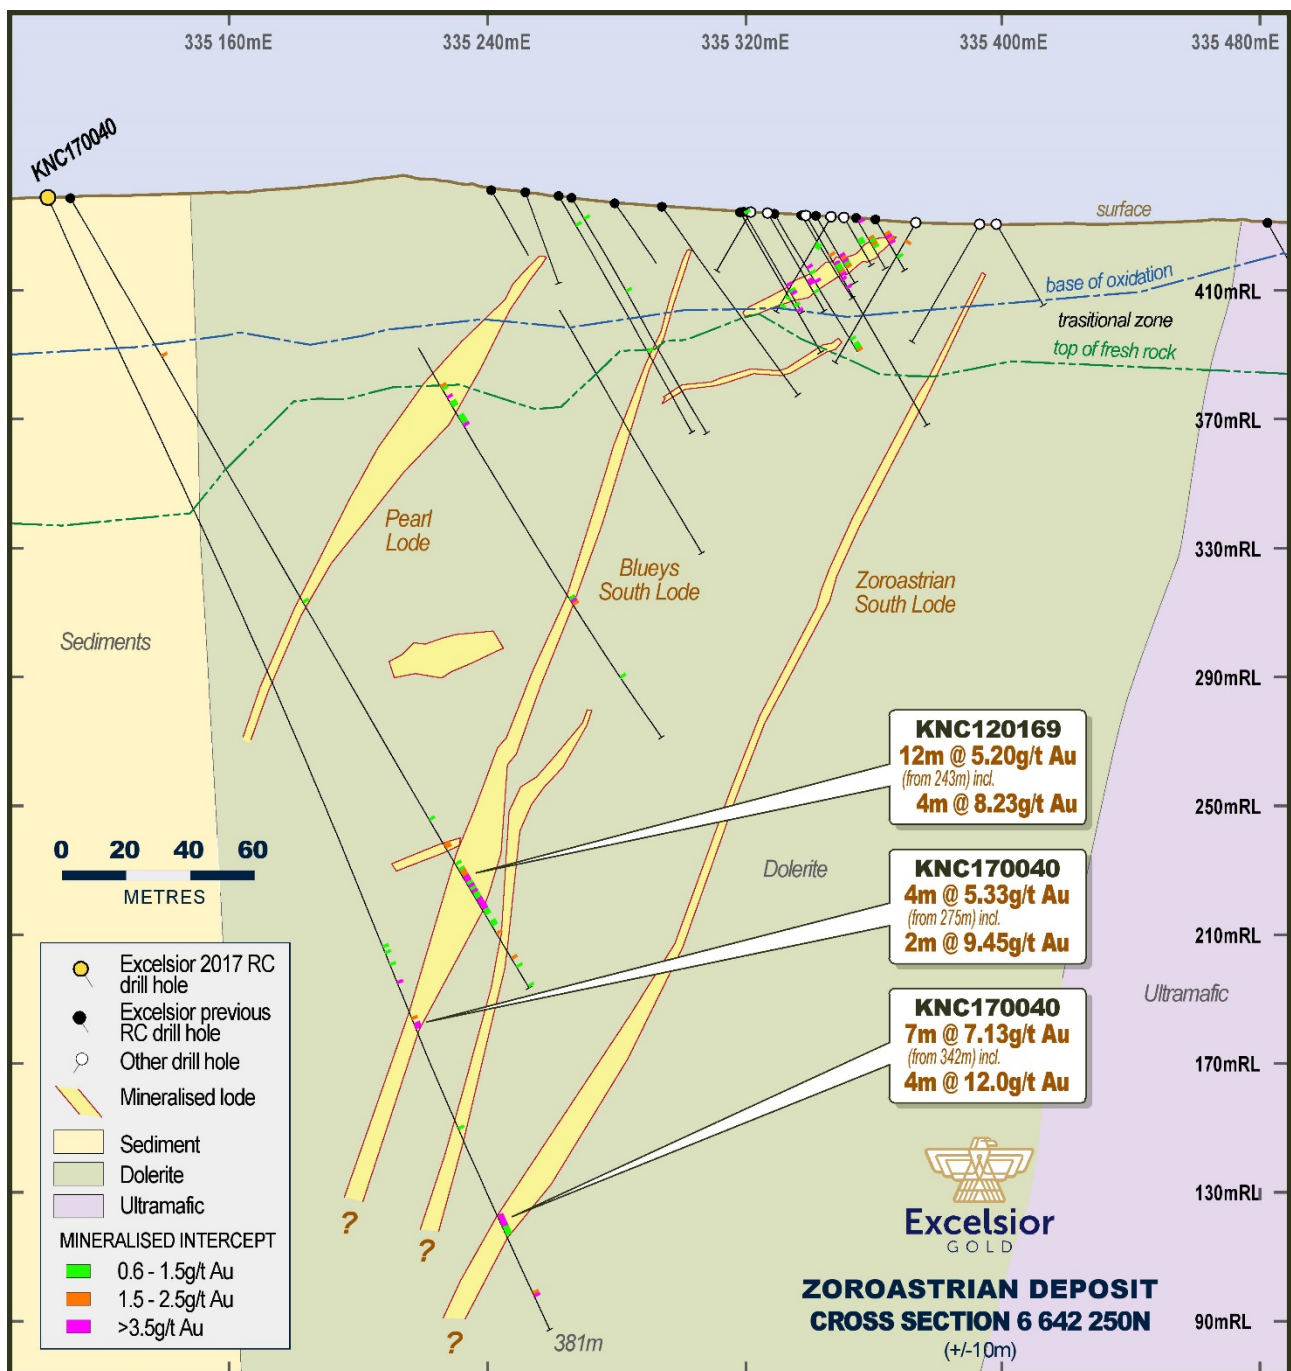 335 160mE
335 240mE
335 320mE
335 400mE
335 480mE
KNC170040
surface
base of oxidation
410mRL
trasitional zone
top of fresh rock
370mRL
Pearl
Lode
330mRL
Blueys
South Lode
Zoroastrian
South Lode
Sediments
290mRL
KNC120169
12m @ 5.20g/t Au
(from 243m) incl.
4m @ 8.23g/t Au
250mRL
0 20 40 60
METRES
Dolerite
KNC170040
4m @ 5.33g/t Au
(from 275m) incl.
2m @ 9.45g/t Au
210mRL
Ultramafic
KNC170040
7m @ 7.13g/t Au
(from 342m) incl.
4m @ 12.0g/t Au
170mRL
Excelsior 2017 RC
drill hole
Excelsior previous
RC drill hole
Other drill hole
Mineralised lode
Sediment
Dolerite
Ultramafic
MINERALISED INTERCEPT
0.6 - 1.5g/t Au
1.5 - 2.5g/t Au
>3.5g/t Au
130mRL
?
?
?
381m
Excelsior
GOLD
ZOROASTRIAN DEPOSIT
CROSS SECTION 6 642 250N
(+/-10m)
90mRL